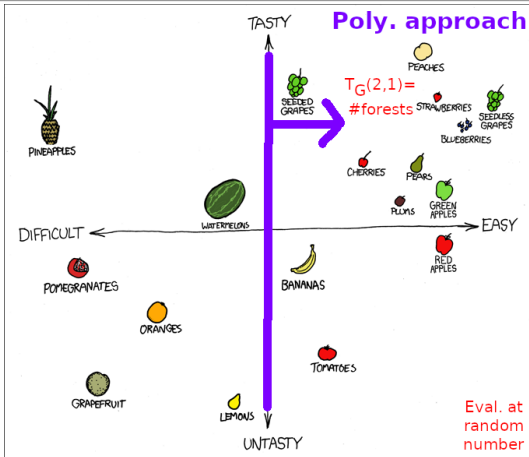 TASTY
Poly. approach
PEACHES
SEEDED
GRAPES
T_G(2,1)=
#forests
STRAWBERRIES
SEEDLESS
GRAPES
BLUEBERRIES
PINEAPPLES
CHERRIES
PEARS
PLUMS
GREEN
APPLES
WATERMELONS
DIFFICULT
EASY
RED
APPLES
POMEGRANATES
BANANAS
ORANGES
TOMATOES
GRAPEFRUIT
LEMONS
Eval. at
random
number
UNTASTY